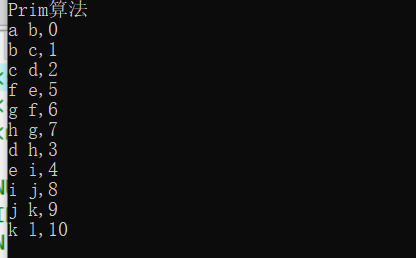 Prim算法
a b,0
b c,1
c d,2
f e,5
g f,6
h g,7
d h,3
e i,4
i j,8
j k,9
k l,10